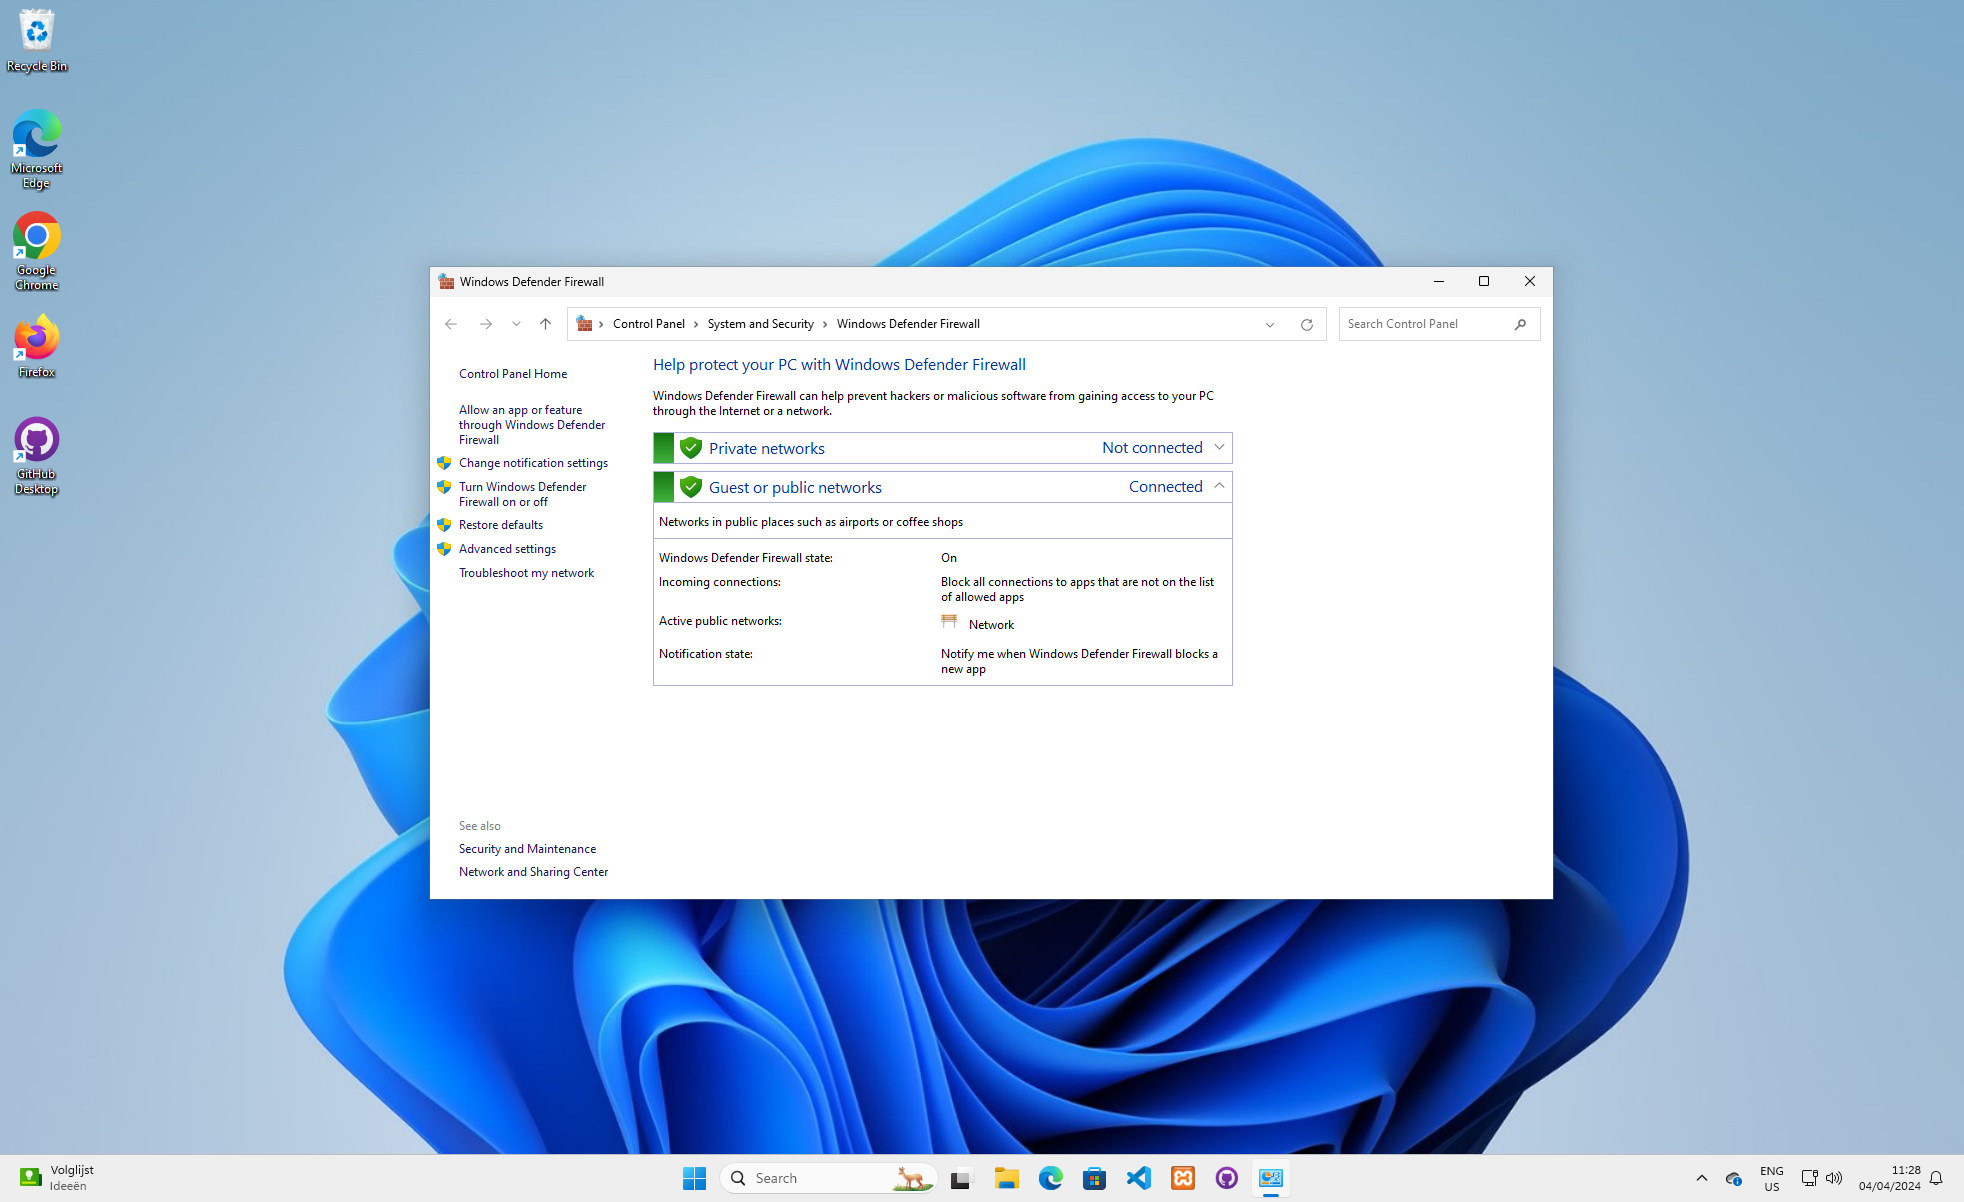 Recycle Bin
Microsoft
Edge
Google
Chrome
Firefox
GitHub
Desktop
Windows Defender Firewall
Control Panel
System and Security
Windows Defender Firewall
Search Control Panel
Control Panel Home
Allow an app or feature
through Windows Defender
Firewall
Change notification settings
Turn Windows Defender
Firewall on or off
Restore defaults
Advanced settings
Troubleshoot my network
See also
Security and Maintenance
Network and Sharing Center
Help protect your PC with Windows Defender Firewall
Windows Defender Firewall can help prevent hackers or malicious software from gaining access to your PC
through the Internet or a network.
Private networks Not connected
Guest or public networks Connected
Networks in public places such as airports or coffee shops
Windows Defender Firewall state: On
Incoming connections: Block all connections to apps that are not on the list
of allowed apps
Active public networks: Network
Notification state: Notify me when Windows Defender Firewall blocks a
new app
Volglijst
Ideeën
Search
ENG
US
11:28
04/04/2024